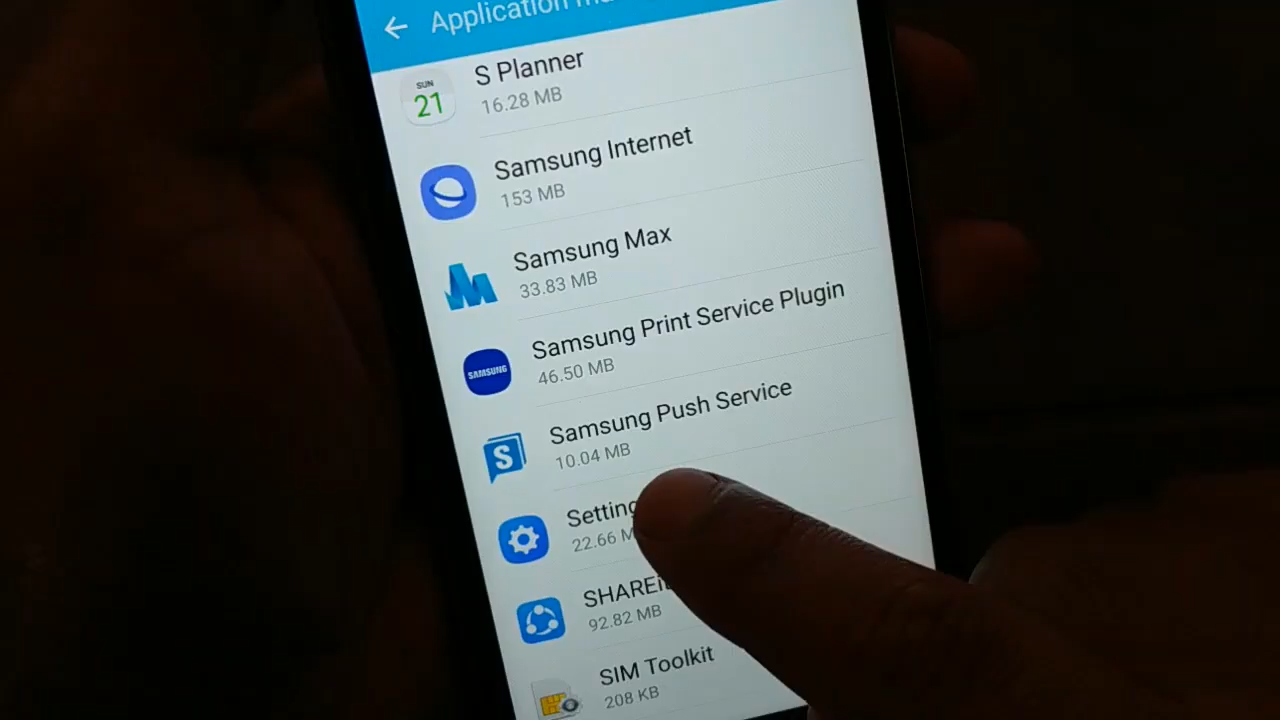 Application
SUN
21
S Planner
16.28 MB
Samsung Internet
153 MB
Samsung Max
33.83 MB
Samsung Print Service Plugin
SAMSUNG
46.50 MB
Samsung Push Service
S
10.04 MB
Setting
22.66 M
SHAREit
92.82 MB
SIM Toolkit
208 KB